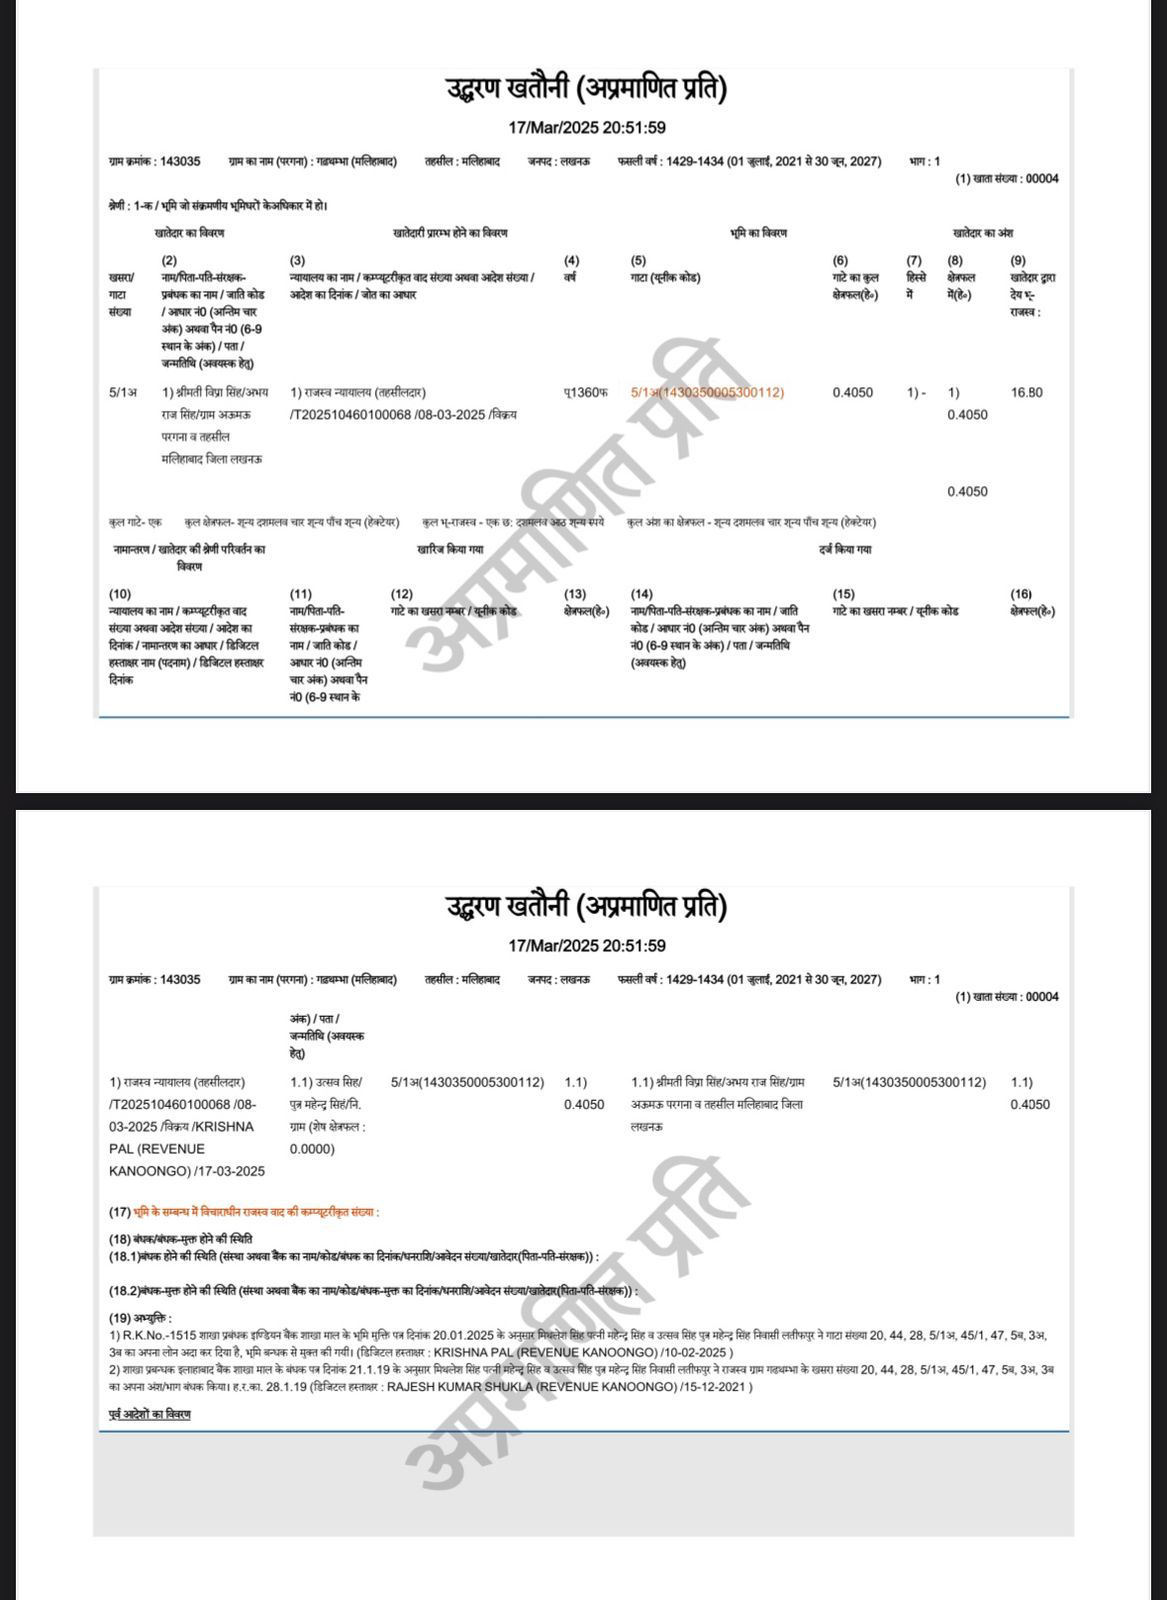 उद्धरण खतौनी (अप्रमाणित प्रति)
17/Mar/2025 20:51:59
ग्राम क्रमांक : 143035 ग्राम का नाम (परगना) : गढथम्भा (मलिहाबाद) तहसील : मलिहाबाद जनपद : लखनऊ फसली वर्ष : 1429-1434 (01 जुलाई, 2021 से 30 जून, 2027) भाग : 1
(1) खाता संख्या : 00004
श्रेणी : 1-क / भूमि जो संक्रमणीय भूमिधरों केअधिकार में हो।
खातेदार का विवरण खातेदारी प्रारम्भ होने का विवरण भूमि का विवरण खातेदार का अंश
(2) (3) (4) (5) (6) (7) (8) (9)
खसरा/ नाम/पिता-पति-संरक्षक- न्यायालय का नाम / कम्प्यूटरीकृत वाद संख्या अथवा आदेश संख्या / वर्ष गाटा (यूनीक कोड) गाटे का कुल हिस्से क्षेत्रफल खातेदार द्वारा
गाटा प्रबंधक का नाम / जाति कोड आदेश का दिनांक / जोत का आधार क्षेत्रफल(हे०) में में(हे०) देय भू-
संख्या / आधार नं0 (अन्तिम चार राजस्व :
अंक) अथवा पैन नं0 (6-9
स्थान के अंक) / पता /
जन्मतिथि (अवयस्क हेतु)
5/1अ 1) श्रीमती विप्रा सिंह/अभय 1) राजस्व न्यायालय (तहसीलदार) पू1360फ 5/1अ(1430350005300112) 0.4050 1) - 1) 16.80
राज सिंह/ग्राम अऊमऊ /T202510460100068 /08-03-2025 /विक्रय 0.4050
परगना व तहसील
मलिहाबाद जिला लखनऊ
0.4050
कुल गाटे- एक कुल क्षेत्रफल- शून्य दशमलव चार शून्य पाँच शून्य (हेक्टेयर) कुल भू-राजस्व - एक छ: दशमलव आठ शून्य रुपये कुल अंश का क्षेत्रफल - शून्य दशमलव चार शून्य पाँच शून्य (हेक्टेयर)
नामान्तरण / खातेदार की श्रेणी परिवर्तन का खारिज किया गया दर्ज किया गया
विवरण
(10) (11) (12) (13) (14) (15) (16)
न्यायालय का नाम / कम्प्यूटरीकृत वाद नाम/पिता-पति- गाटे का खसरा नम्बर / यूनीक कोड क्षेत्रफल(हे०) नाम/पिता-पति-संरक्षक-प्रबंधक का नाम / जाति गाटे का खसरा नम्बर / यूनीक कोड क्षेत्रफल(हे०)
संख्या अथवा आदेश संख्या / आदेश का संरक्षक-प्रबंधक का कोड / आधार नं0 (अन्तिम चार अंक) अथवा पैन
दिनांक / नामान्तरण का आधार / डिजिटल नाम / जाति कोड / नं0 (6-9 स्थान के अंक) / पता / जन्मतिथि
हस्ताक्षर नाम (पदनाम) / डिजिटल हस्ताक्षर आधार नं0 (अन्तिम (अवयस्क हेतु)
दिनांक चार अंक) अथवा पैन
नं0 (6-9 स्थान के
अप्रमाणित प्रति
उद्धरण खतौनी (अप्रमाणित प्रति)
17/Mar/2025 20:51:59
ग्राम क्रमांक : 143035 ग्राम का नाम (परगना) : गढथम्भा (मलिहाबाद) तहसील : मलिहाबाद जनपद : लखनऊ फसली वर्ष : 1429-1434 (01 जुलाई, 2021 से 30 जून, 2027) भाग : 1
(1) खाता संख्या : 00004
अंक) / पता /
जन्मतिथि (अवयस्क
हेतु)
1) राजस्व न्यायालय (तहसीलदार) 1.1) उत्सव सिंह/ 5/1अ(1430350005300112) 1.1) 1.1) श्रीमती विप्रा सिंह/अभय राज सिंह/ग्राम 5/1अ(1430350005300112) 1.1)
/T202510460100068 /08- पुत्र महेन्द्र सिहं/नि. 0.4050 अऊमऊ परगना व तहसील मलिहाबाद जिला 0.4050
03-2025 /विक्रय /KRISHNA ग्राम (शेष क्षेत्रफल : लखनऊ
PAL (REVENUE 0.0000)
KANOONGO) /17-03-2025
(17) भूमि के सम्बन्ध में विचाराधीन राजस्व वाद की कम्प्यूटरीकृत संख्या :
(18) बंधक/बंधक-मुक्त होने की स्थिति
(18.1)बंधक होने की स्थिति (संस्था अथवा बैंक का नाम/कोड/बंधक का दिनांक/धनराशि/आवेदन संख्या/खातेदार(पिता-पति-संरक्षक)) :
(18.2)बंधक-मुक्त होने की स्थिति (संस्था अथवा बैंक का नाम/कोड/बंधक-मुक्त का दिनांक/धनराशि/आवेदन संख्या/खातेदार(पिता-पति-संरक्षक)) :
(19) अभ्युक्ति :
1) R.K.No.-1515 शाखा प्रबंधक इण्डियन बैंक शाखा माल के भूमि मुक्ति पत्र दिनांक 20.01.2025 के अनुसार मिथलेश सिंह पत्नी महेन्द्र सिंह व उत्सव सिंह पुत्र महेन्द्र सिंह निवासी लतीफपुर ने गाटा संख्या 20, 44, 28, 5/1अ, 45/1, 47, 5ब, 3अ,
3ब का अपना लोन अदा कर दिया है, भूमि बन्धक से मुक्त की गयी। (डिजिटल हस्ताक्षर : KRISHNA PAL (REVENUE KANOONGO) /10-02-2025 )
2) शाखा प्रबन्धक इलाहाबाद बैंक शाखा माल के बंधक पत्र दिनांक 21.1.19 के अनुसार मिथलेश सिंह पत्नी महेन्द्र सिंह व उत्सव सिंह पुत्र महेन्द्र सिंह निवासी लतीफपुर ने राजस्व ग्राम गढथम्भा के खसरा संख्या 20, 44, 28, 5/1अ, 45/1, 47, 5ब, 3अ, 3ब
का अपना अंश/भाग बंधक किया। ह.र.का. 28.1.19 (डिजिटल हस्ताक्षर : RAJESH KUMAR SHUKLA (REVENUE KANOONGO) /15-12-2021 )
पूर्व आदेशों का विवरण
अप्रमाणित प्रति